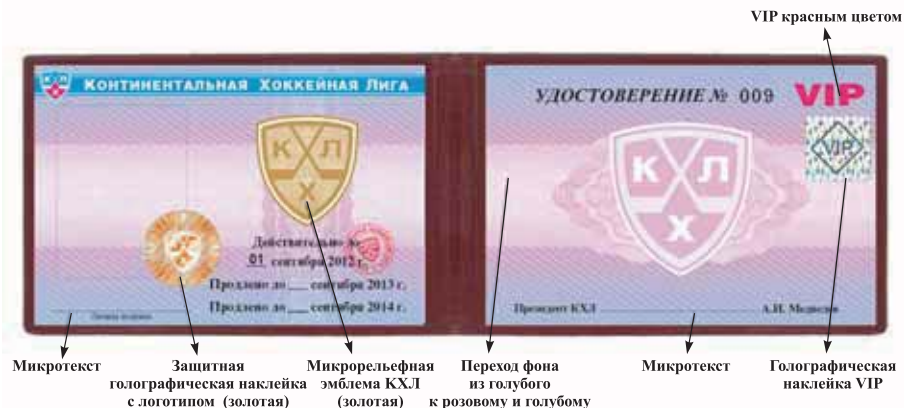 VIP красным цветом
КОНТИНЕНТАЛЬНАЯ ХОККЕЙНАЯ ЛИГА
К Л
Х
Действительно до
01 сентября 2012 г.
Продлено до ___ сентября 2013 г.
Продлено до ___ сентября 2014 г.
УДОСТОВЕРЕНИЕ № 009 VIP
VIP
К Л
Х
Президент КХЛ А.И. Медведев
Микротекст
Защитная
голографическая наклейка
с логотипом (золотая)
Микрорельефная
эмблема КХЛ
(золотая)
Переход фона
из голубого
к розовому и голубому
Микротекст
Голографическая
наклейка VIP